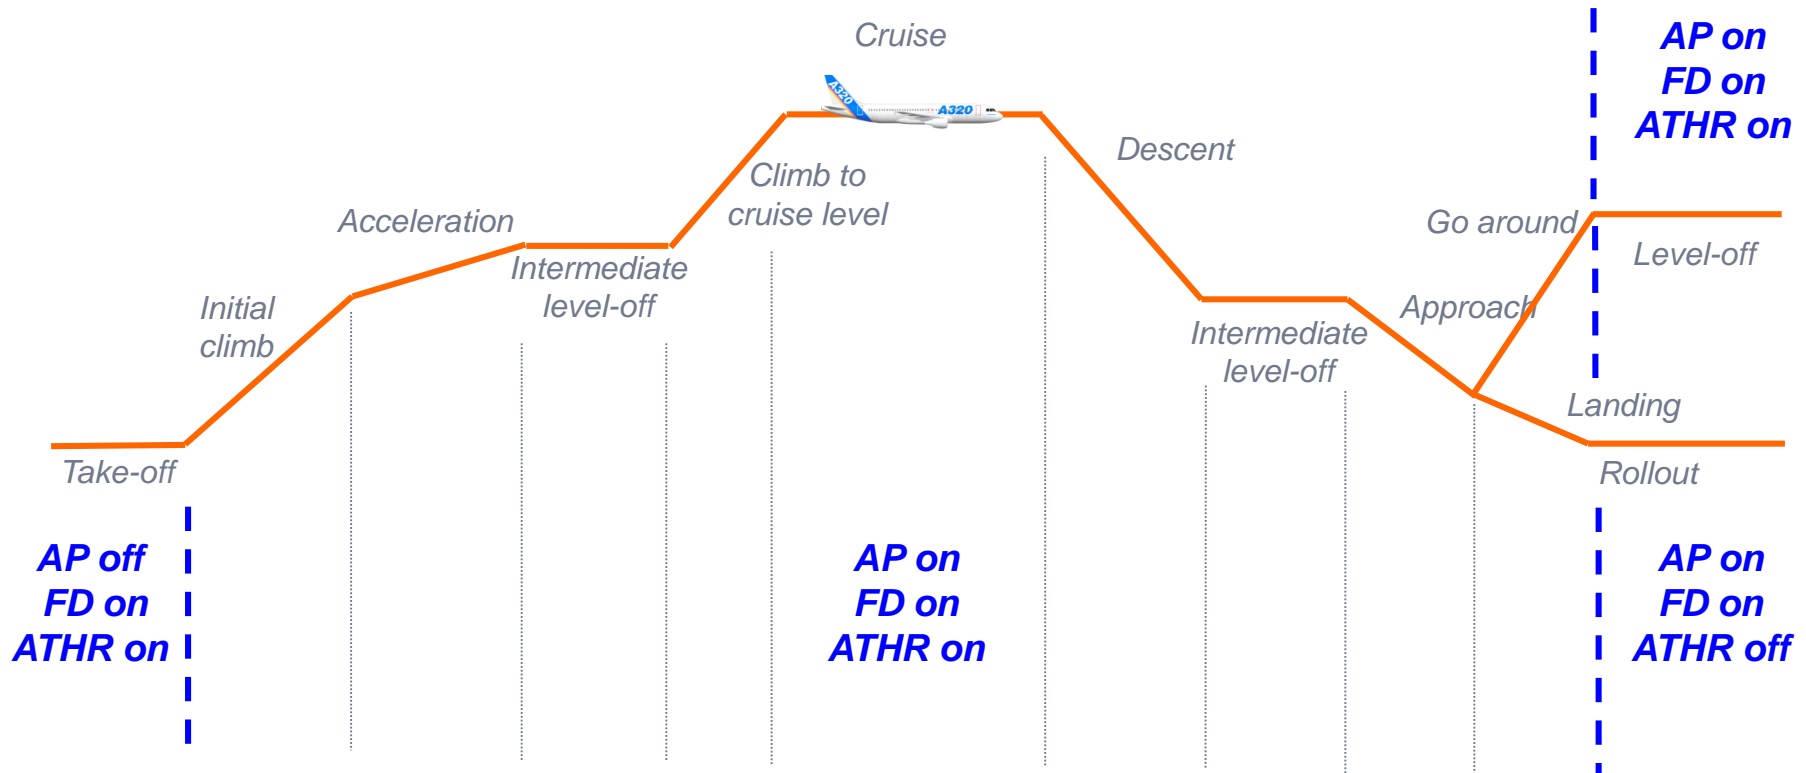 Cruise
AP on
FD on
ATHR on
A320
A320
Descent
Climb to
cruise level
Acceleration
Go around
Level-off
Intermediate
level-off
Initial
climb
Approach
Intermediate
level-off
Landing
Take-off
Rollout
AP off
FD on
ATHR on
AP on
FD on
ATHR on
AP on
FD on
ATHR off